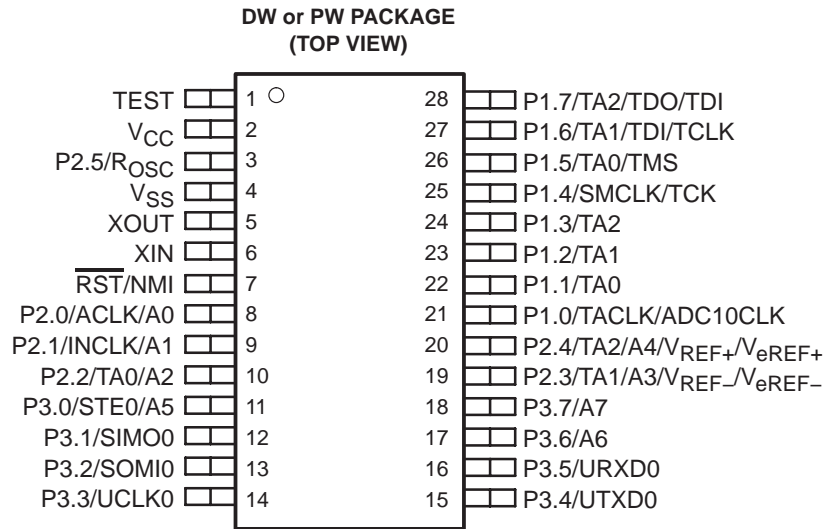 DW or PW PACKAGE
(TOP VIEW)
TEST 1 28 P1.7/TA2/TDO/TDI
VCC 2 27 P1.6/TA1/TDI/TCLK
P2.5/ROSC 3 26 P1.5/TA0/TMS
VSS 4 25 P1.4/SMCLK/TCK
XOUT 5 24 P1.3/TA2
XIN 6 23 P1.2/TA1
RST/NMI 7 22 P1.1/TA0
P2.0/ACLK/A0 8 21 P1.0/TACLK/ADC10CLK
P2.1/INCLK/A1 9 20 P2.4/TA2/A4/VREF+/VeREF+
P2.2/TA0/A2 10 19 P2.3/TA1/A3/VREF−/VeREF−
P3.0/STE0/A5 11 18 P3.7/A7
P3.1/SIMO0 12 17 P3.6/A6
P3.2/SOMI0 13 16 P3.5/URXD0
P3.3/UCLK0 14 15 P3.4/UTXD0